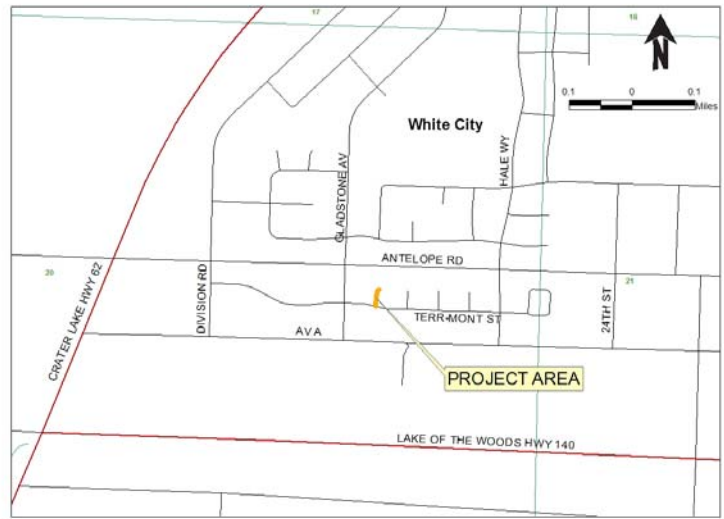 17
16
N
0.1 0 0.1
Miles
White City
HALE WY
GLADSTONE AV
ANTELOPE RD
20
21
CRATER LAKE HWY 62
DIVISION RD
24TH ST
TERR-MONT ST
AV A
PROJECT AREA
LAKE OF THE WOODS HWY 140